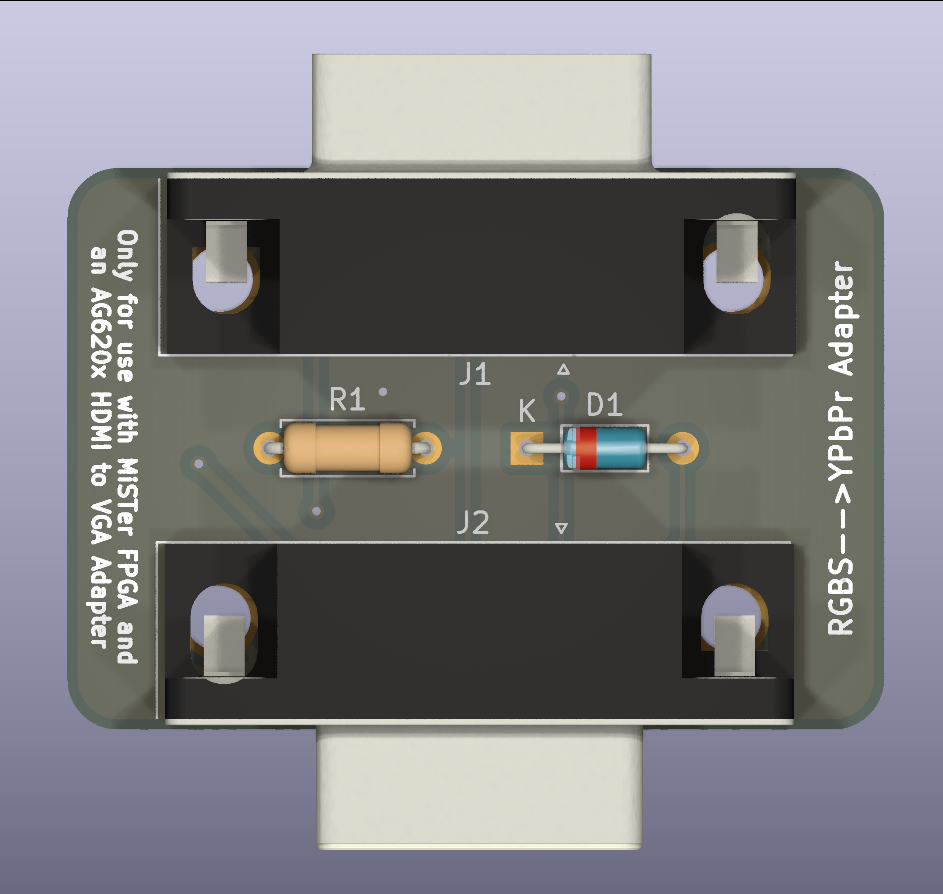 Only for use with MiSTer FPGA and
an AG620x HDMI to VGA Adapter
J1
R1
K
D1
J2
RGBS-->YPbPr Adapter